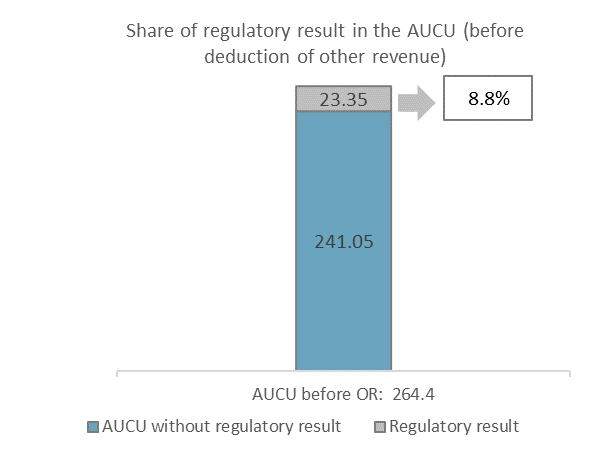 Share of regulatory result in the AUCU (before
deduction of other revenue)
23.35
8.8%
241.05
AUCU before OR: 264.4
AUCU without regulatory result
Regulatory result